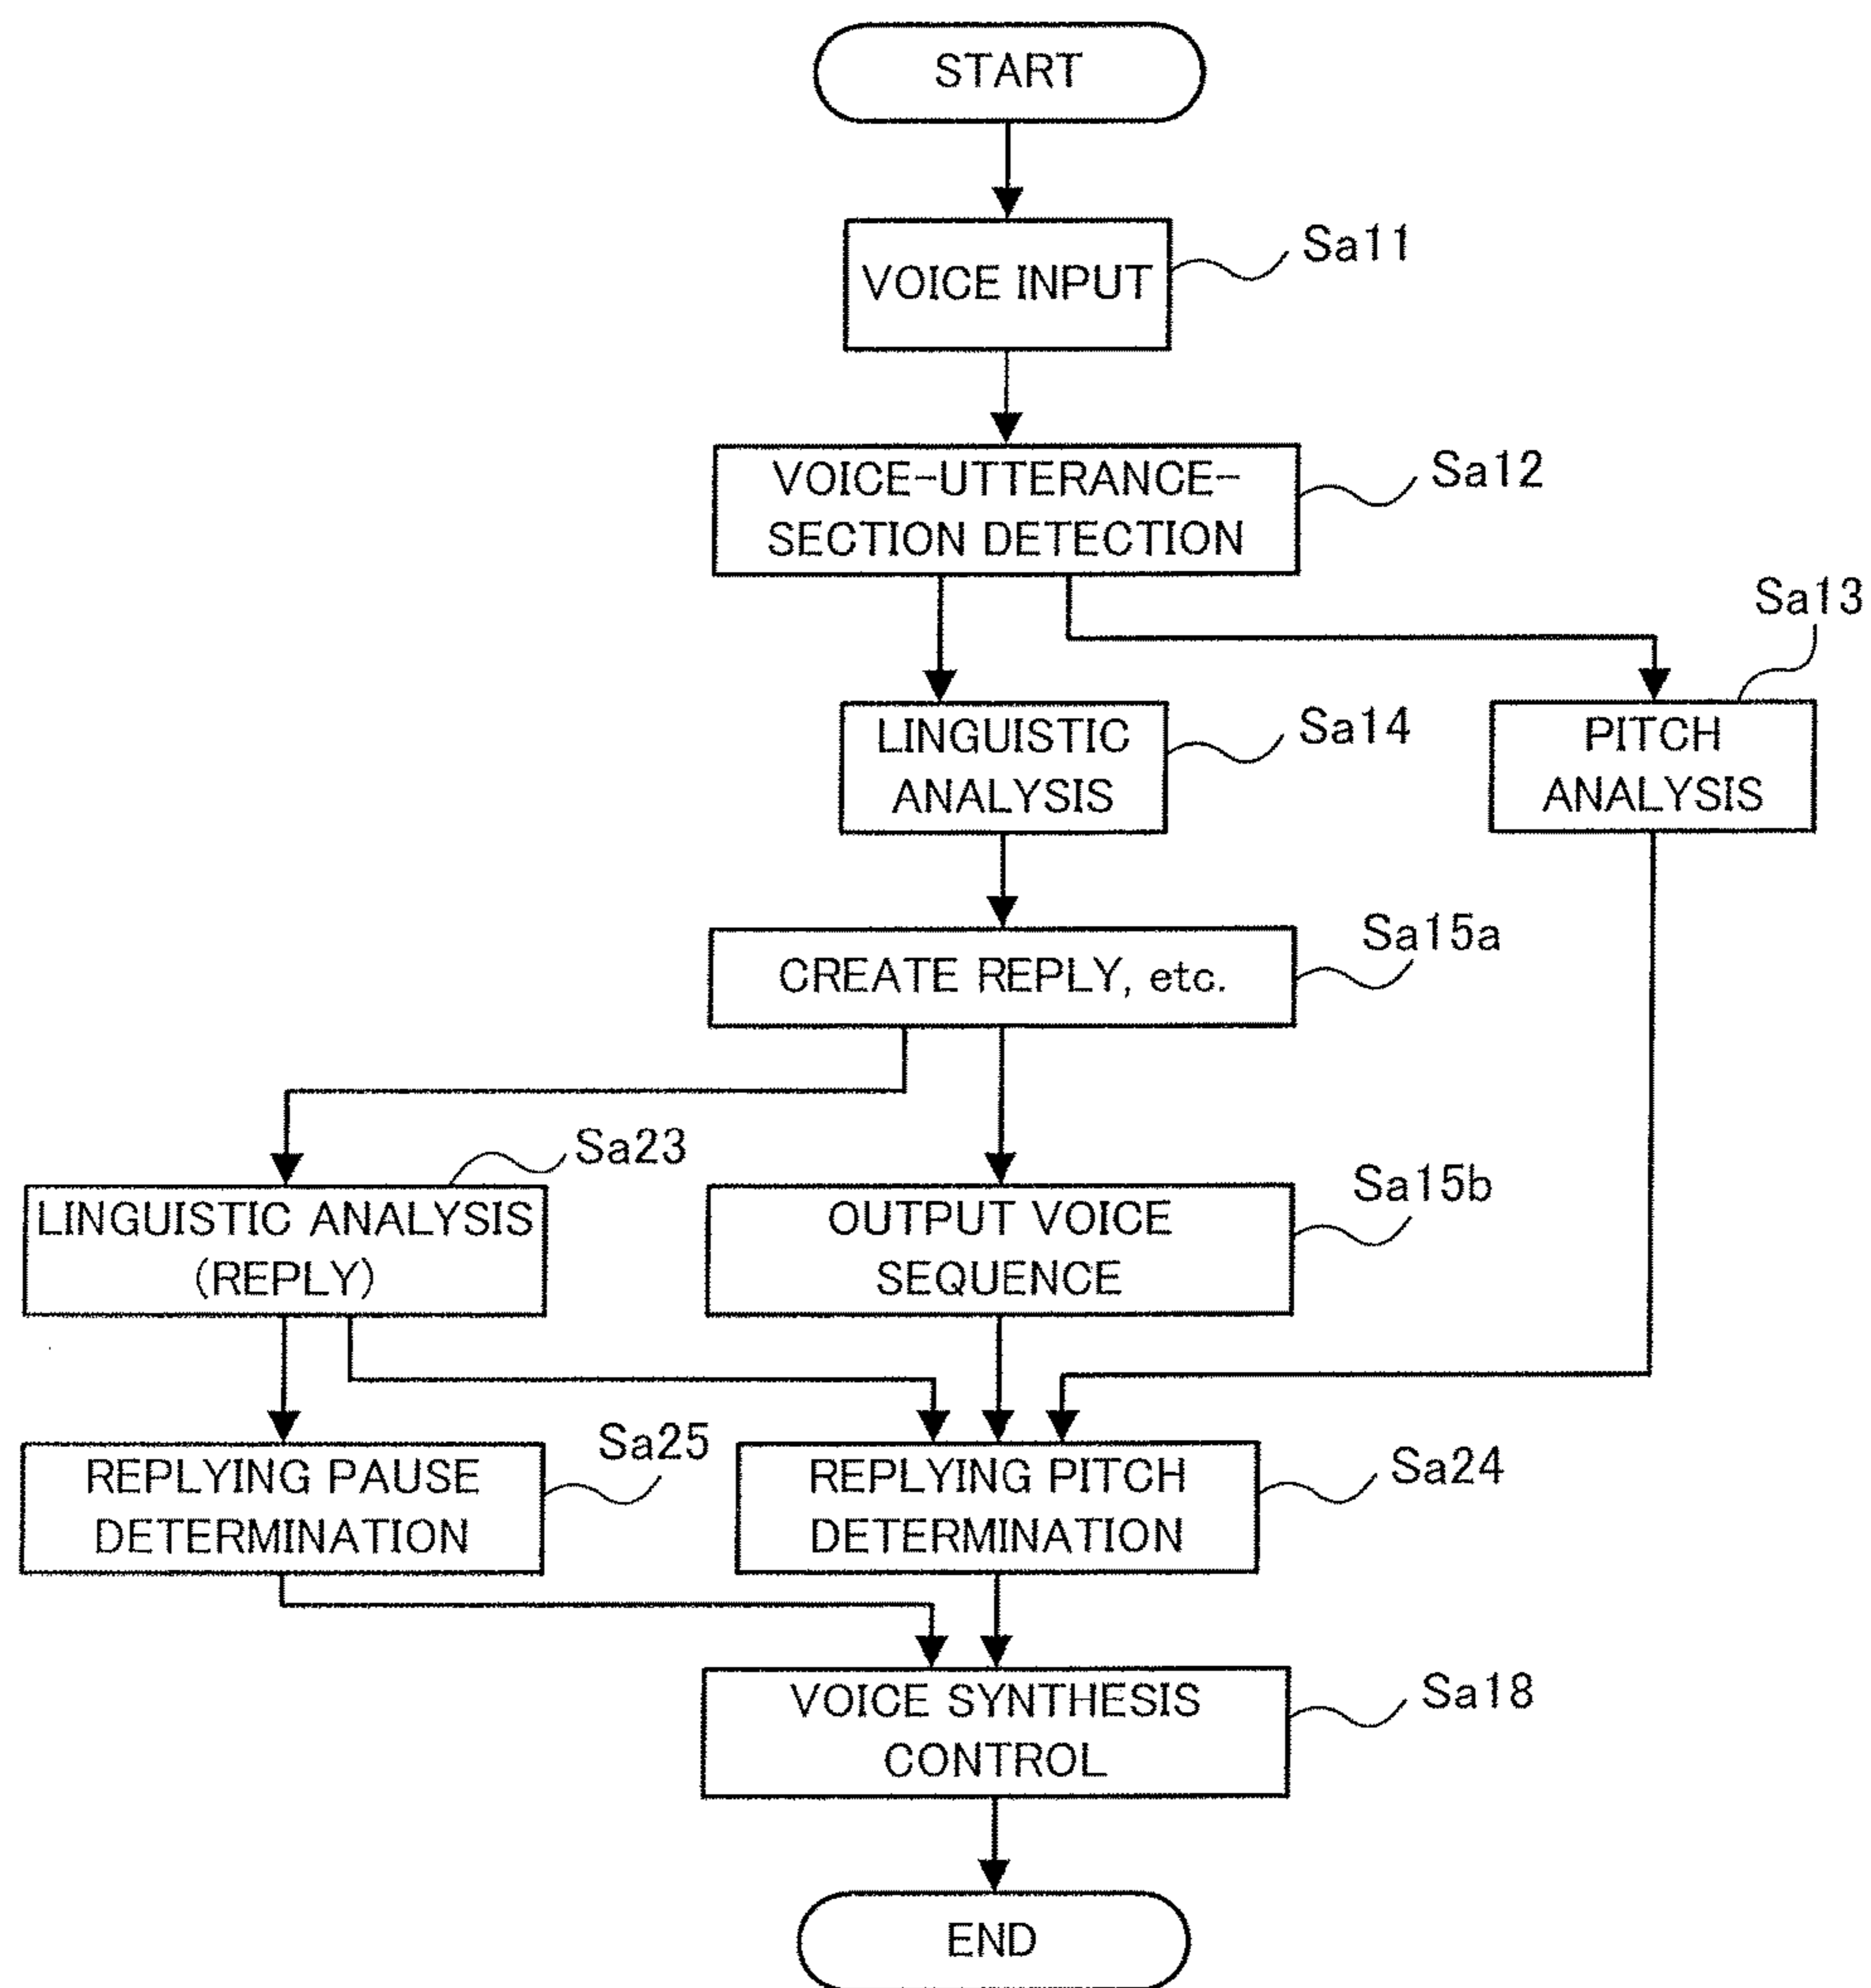 START
VOICE INPUT
Sa11
VOICE-UTTERANCE-
SECTION DETECTION
Sa12
Sa13
LINGUISTIC
ANALYSIS
Sa14
PITCH
ANALYSIS
CREATE REPLY, etc.
Sa15a
Sa23
LINGUISTIC ANALYSIS
(REPLY)
OUTPUT VOICE
SEQUENCE
Sa15b
REPLYING PAUSE
DETERMINATION
Sa25
REPLYING PITCH
DETERMINATION
Sa24
VOICE SYNTHESIS
CONTROL
Sa18
END